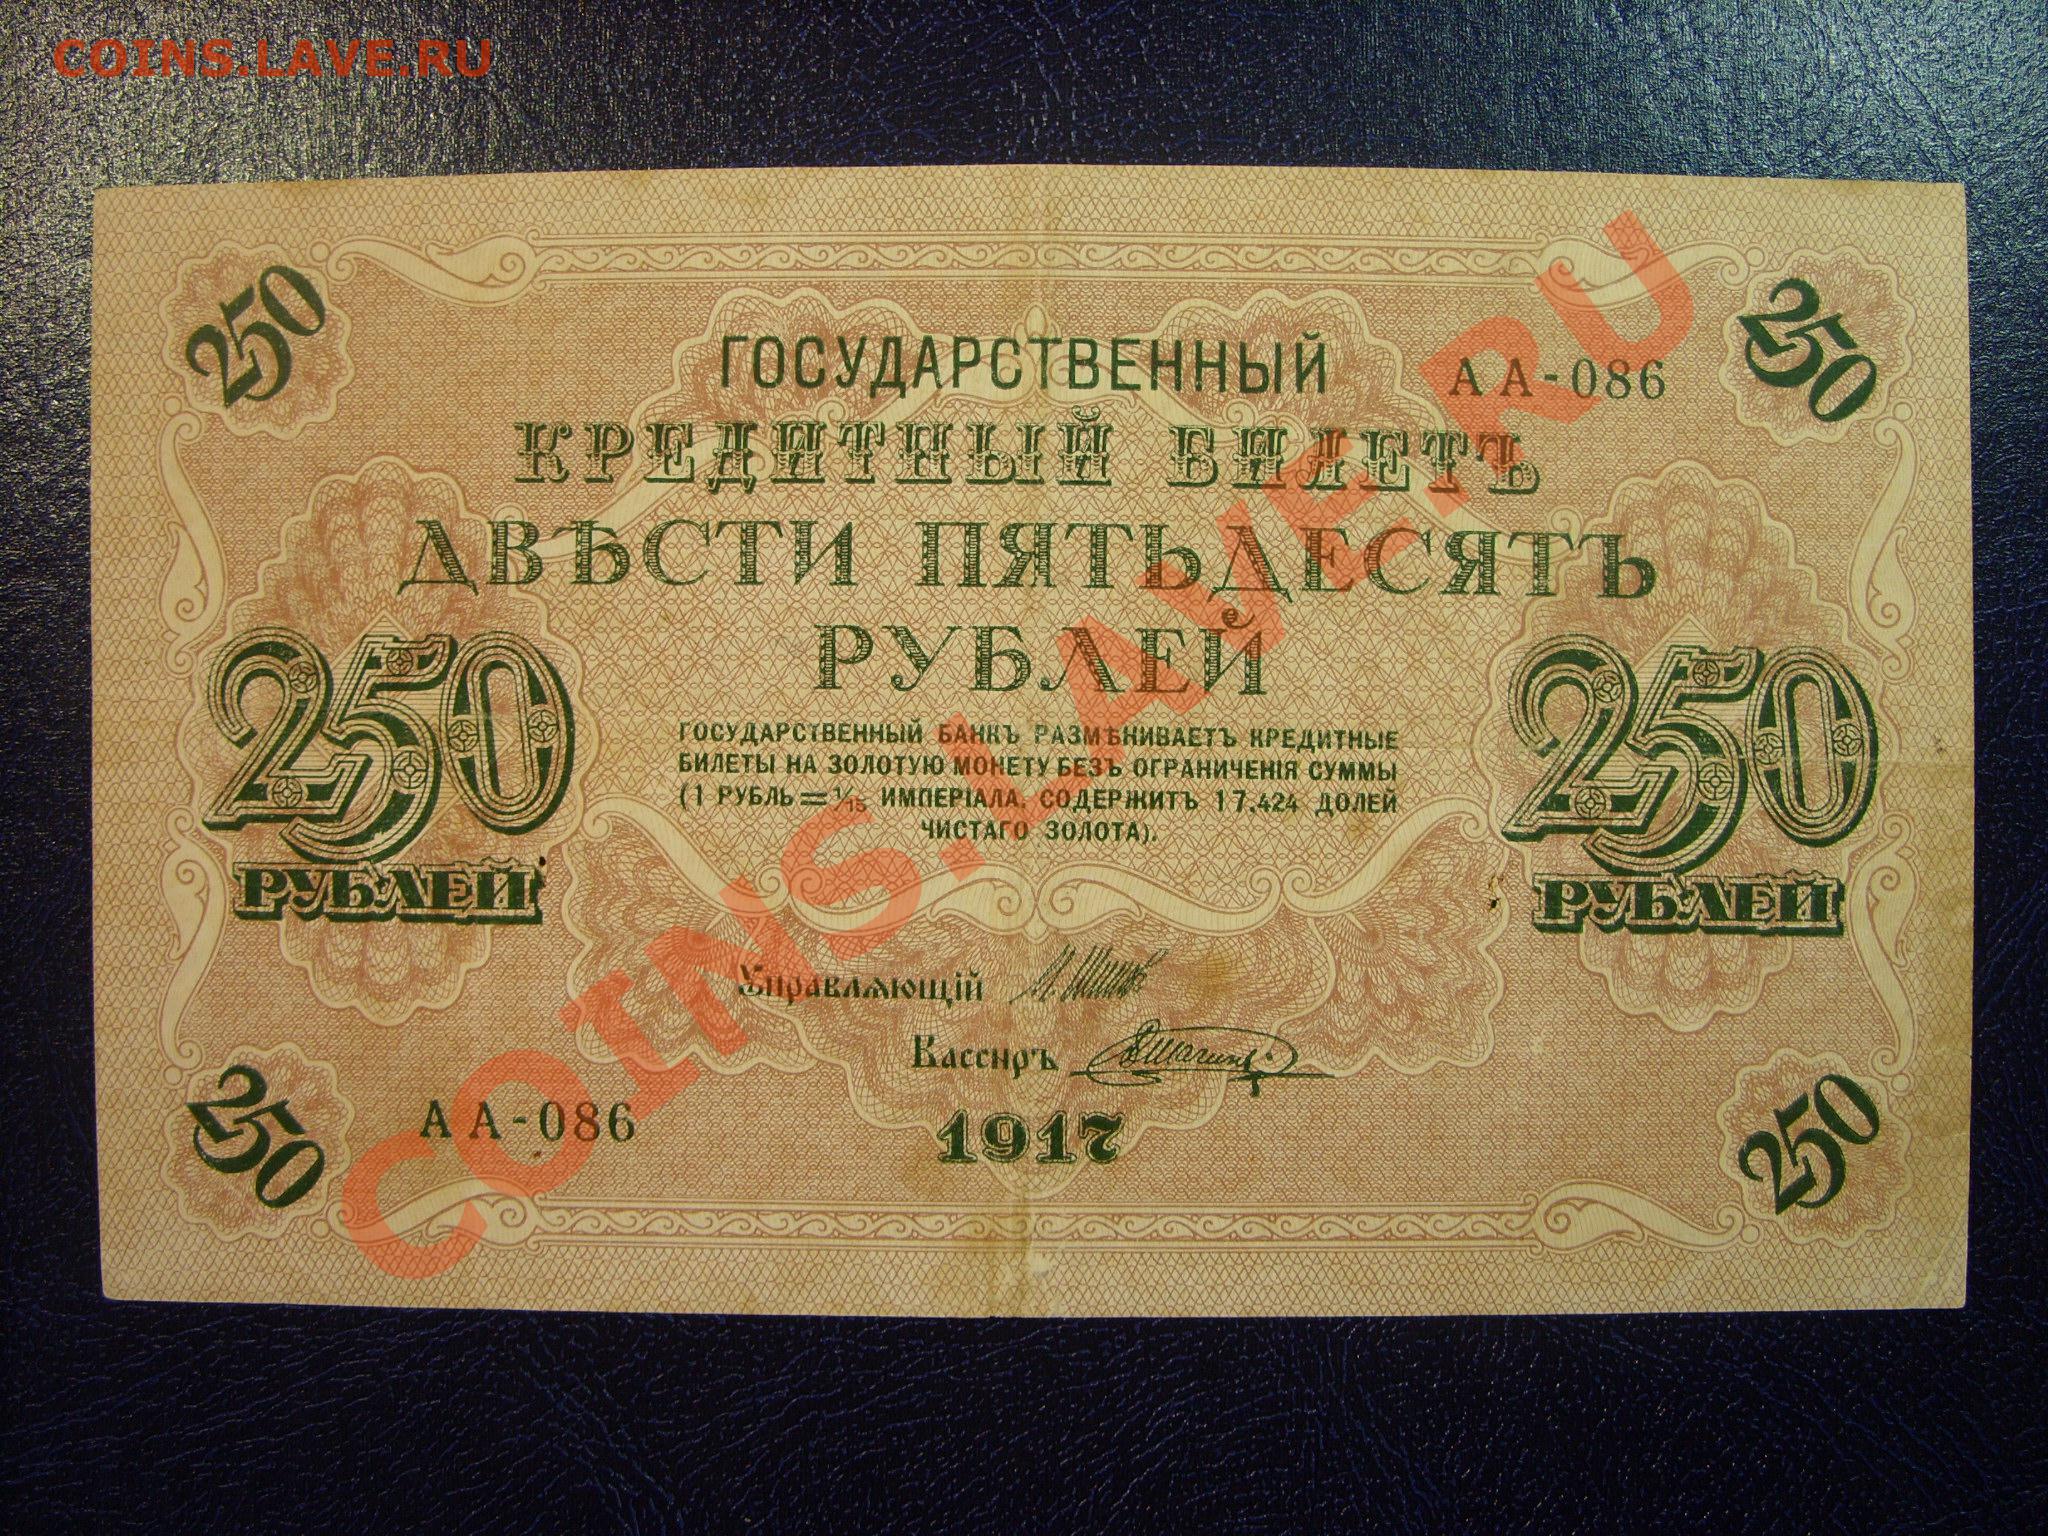 COINS.LAVE.RU
250
250
ГОСУДАРСТВЕННЫЙ
АА-086
КРЕДИТНЫЙ БИЛЕТЪ
ДВѢСТИ ПЯТЬДЕСЯТЪ
РУБЛЕЙ
250
РУБЛЕЙ
250
РУБЛЕЙ
ГОСУДАРСТВЕННЫЙ БАНКЪ РАЗМѢНИВАЕТЪ КРЕДИТНЫЕ
БИЛЕТЫ НА ЗОЛОТУЮ МОНЕТУ БЕЗЪ ОГРАНИЧЕНІЯ СУММЫ
(1 РУБЛЬ = 1/15 ИМПЕРІАЛА, СОДЕРЖИТЪ 17,424 ДОЛЕЙ
ЧИСТАГО ЗОЛОТА).
Управляющій И. Шипов
Кассиръ
АА-086
1917
250
250
COINS.LAVE.RU